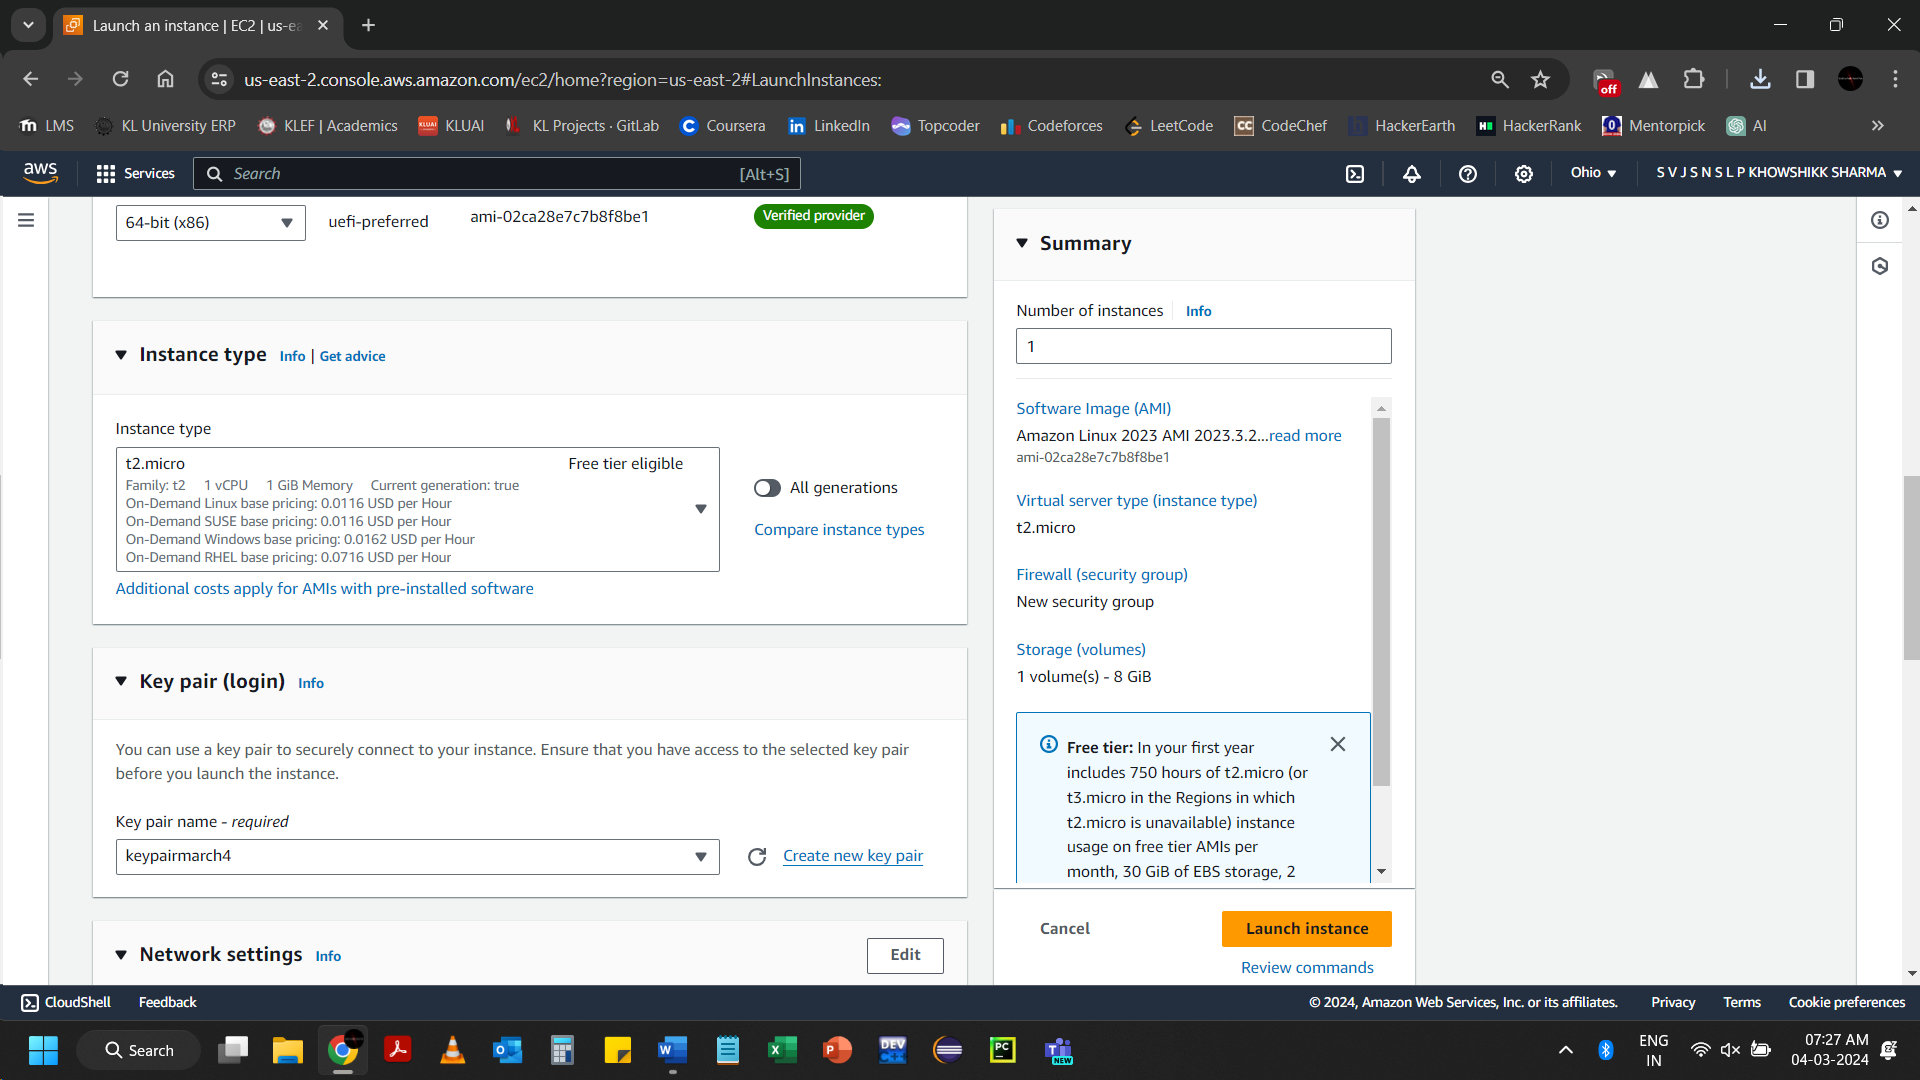 Launch an instance | EC2 | us-ea
us-east-2.console.aws.amazon.com/ec2/home?region=us-east-2#LaunchInstances:
off
LMS
KL University ERP
KLEF | Academics
KLUAI
KL Projects · GitLab
Coursera
LinkedIn
Topcoder
Codeforces
LeetCode
CodeChef
HackerEarth
HackerRank
Mentorpick
AI
aws
Services
Search
[Alt+S]
Ohio
S V J S N S L P KHOWSHIKK SHARMA
64-bit (x86)
uefi-preferred
ami-02ca28e7c7b8f8be1
Verified provider
Instance type
Info | Get advice
Instance type
t2.micro
Free tier eligible
Family: t2 1 vCPU 1 GiB Memory Current generation: true
On-Demand Linux base pricing: 0.0116 USD per Hour
On-Demand SUSE base pricing: 0.0116 USD per Hour
On-Demand Windows base pricing: 0.0162 USD per Hour
On-Demand RHEL base pricing: 0.0716 USD per Hour
All generations
Compare instance types
Additional costs apply for AMIs with pre-installed software
Key pair (login)
Info
You can use a key pair to securely connect to your instance. Ensure that you have access to the selected key pair
before you launch the instance.
Key pair name - required
keypairmarch4
Create new key pair
Network settings
Info
Edit
Summary
Number of instances
Info
1
Software Image (AMI)
Amazon Linux 2023 AMI 2023.3.2...read more
ami-02ca28e7c7b8f8be1
Virtual server type (instance type)
t2.micro
Firewall (security group)
New security group
Storage (volumes)
1 volume(s) - 8 GiB
Free tier: In your first year
includes 750 hours of t2.micro (or
t3.micro in the Regions in which
t2.micro is unavailable) instance
usage on free tier AMIs per
month, 30 GiB of EBS storage, 2
Cancel
Launch instance
Review commands
CloudShell
Feedback
© 2024, Amazon Web Services, Inc. or its affiliates.
Privacy
Terms
Cookie preferences
Search
DEV
PC
NEW
ENG
IN
07:27 AM
04-03-2024